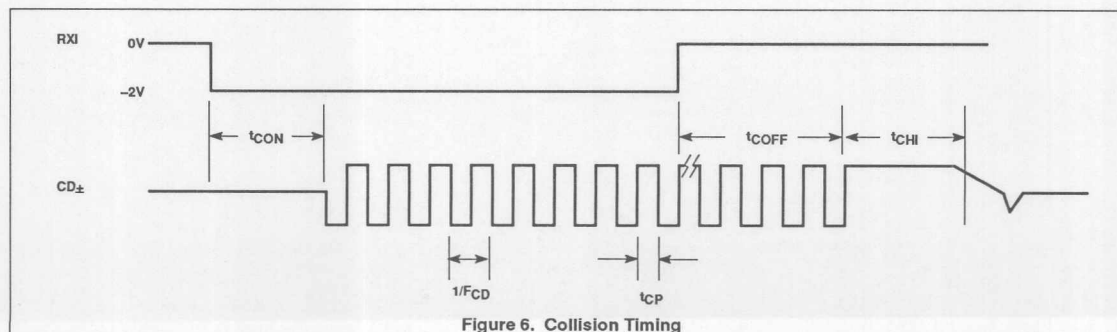 RXI
0V
–2V
tCON
tCOFF
tCHI
CD±
1/FCD
tCP
Figure 6. Collision Timing